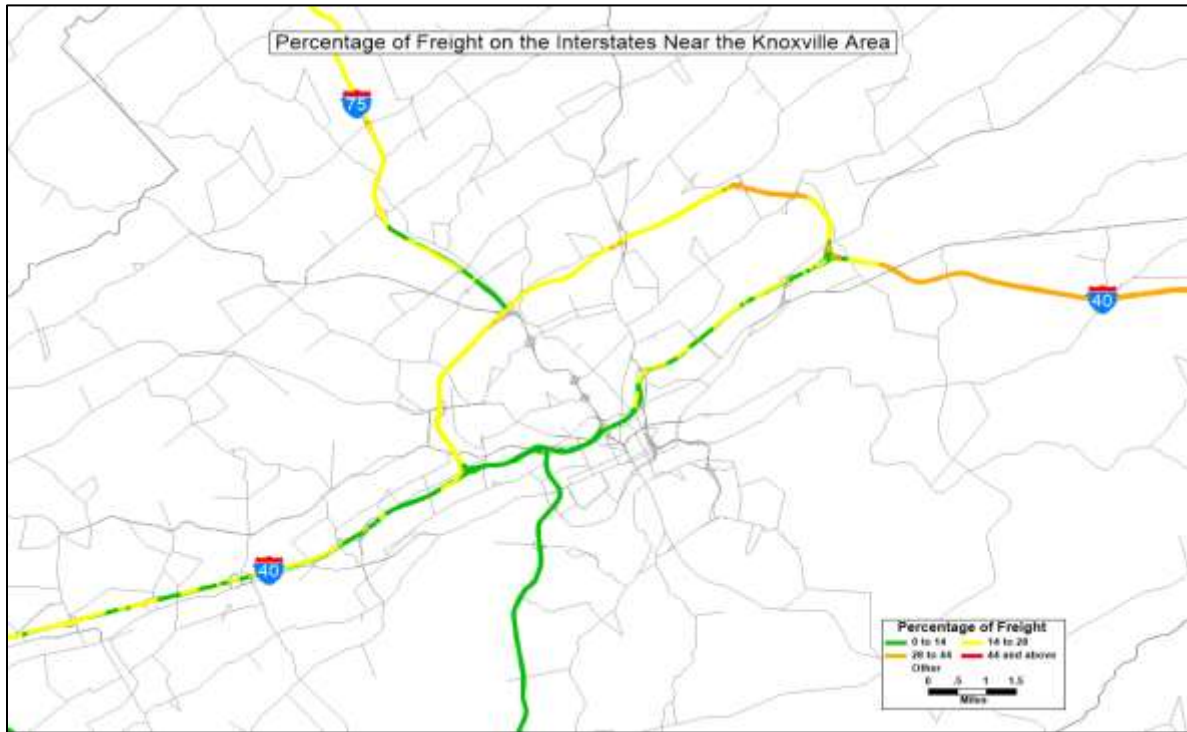 Percentage of Freight on the Interstates Near the Knoxville Area
75
40
40
Percentage of Freight
0 to 14 14 to 28
28 to 44 44 and above
Other
0 .5 1 1.5
Miles